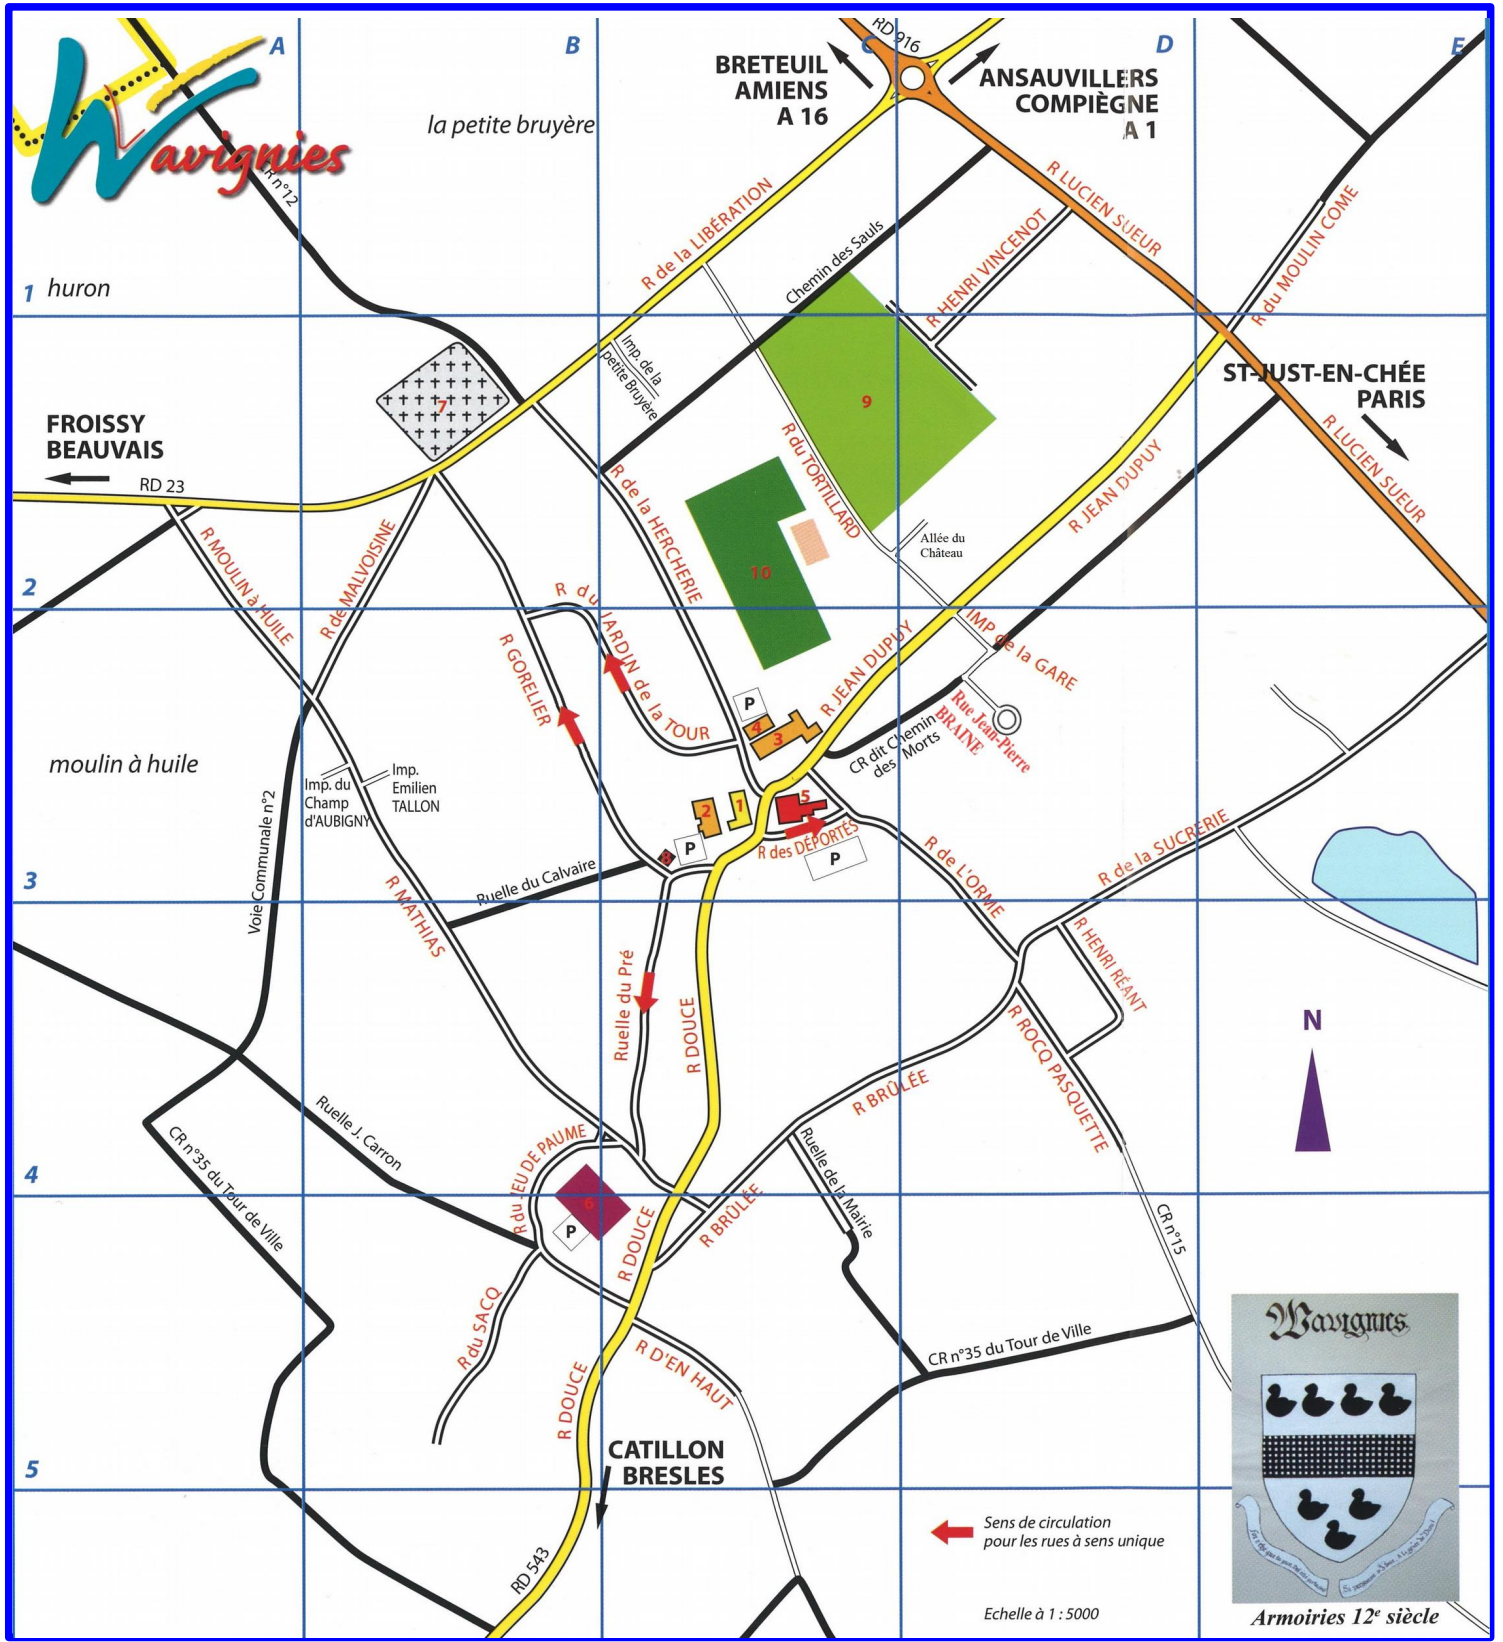 A
B
C
D
E
Wavignies
RD 916
BRETEUIL
AMIENS
A 16
ANSAUVILLERS
COMPIÈGNE
A 1
la petite bruyère
R n°12
R LUCIEN SUEUR
R de la LIBÉRATION
Chemin des Sauls
R HENRI VINCENOT
R du MOULIN COME
1
huron
Imp. de la
petite Bruyère
ST-JUST-EN-CHÉE
PARIS
7
9
FROISSY
BEAUVAIS
RD 23
R LUCIEN SUEUR
R du TORTILLARD
R JEAN DUPUY
R de la HERCHERIE
R MOULIN à HUILE
R de MALVOISINE
Allée du
Château
10
2
R du JARDIN de la TOUR
R GORELIER
R JEAN DUPUY
IMP de la GARE
P
4
3
Rue Jean-Pierre
BRAINE
CR dit Chemin
des Morts
moulin à huile
Imp. du
Champ
d'AUBIGNY
Imp.
Emilien
TALLON
2
1
5
R des DÉPORTÉS
P
P
8
Voie Communale n°2
Ruelle du Calvaire
R de L'ORME
R de la SUCRERIE
3
R MATHIAS
R HENRI RÉANT
Ruelle du Pré
R DOUCE
R ROCQ PASQUETTE
N
R BRÛLÉE
Ruelle J. Carron
CR n°35 du Tour de Ville
R du JEU DE PAUME
Ruelle de la Mairie
4
6
P
R DOUCE
R BRÛLÉE
CR n°15
R du SACQ
R D'EN HAUT
CR n°35 du Tour de Ville
R DOUCE
Wavignies
CATILLON
BRESLES
5
Sens de circulation
pour les rues à sens unique
RD 543
Echelle à 1 : 5000
Armoiries 12e siècle